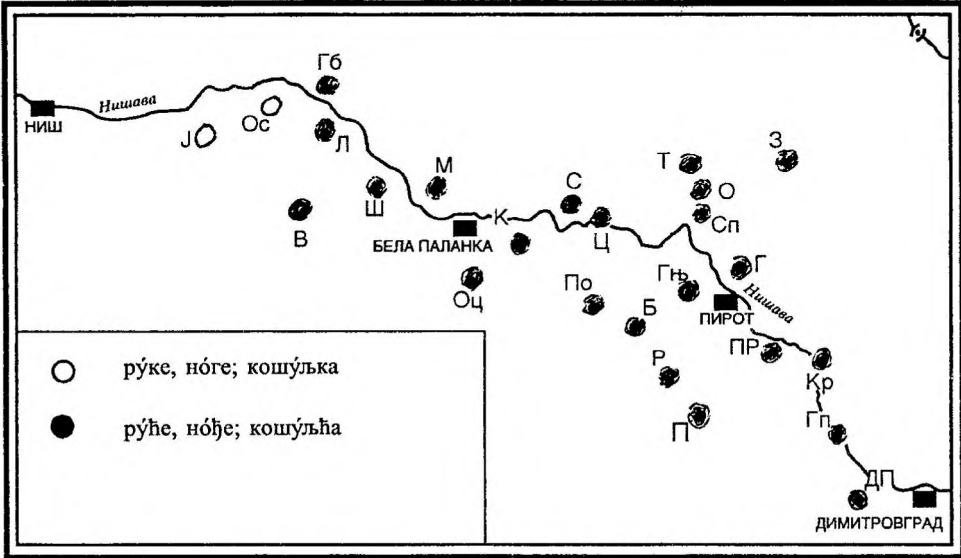 Гб
Нишава
НИШ
Ос
Ј
Л
М
Т
З
О
В
Ш
С
К
Ц
Сп
БЕЛА ПАЛАНКА
Оц
По
Гњ
Г
Нишава
Б
ПИРОТ
ПР
Р
Кр
П
Гп
ДП
ДИМИТРОВГРАД
ру́ке, но́ге; кошу́љка
ру́ће, но́ђе; кошу́љћа